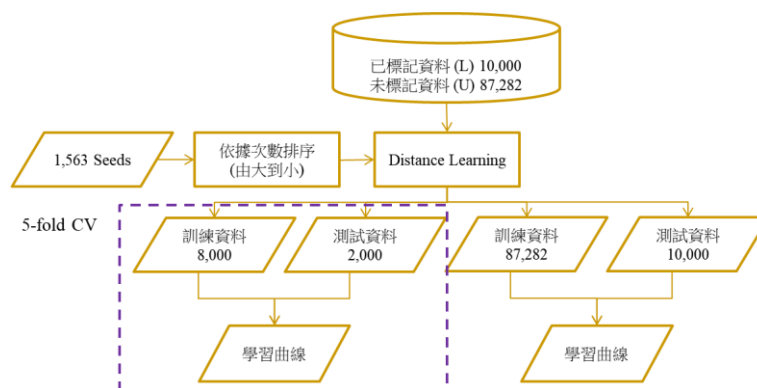 已標記資料 (L) 10,000
未標記資料 (U) 87,282
1,563 Seeds
依據次數排序
(由大到小)
Distance Learning
5-fold CV
訓練資料
8,000
測試資料
2,000
訓練資料
87,282
測試資料
10,000
學習曲線
學習曲線